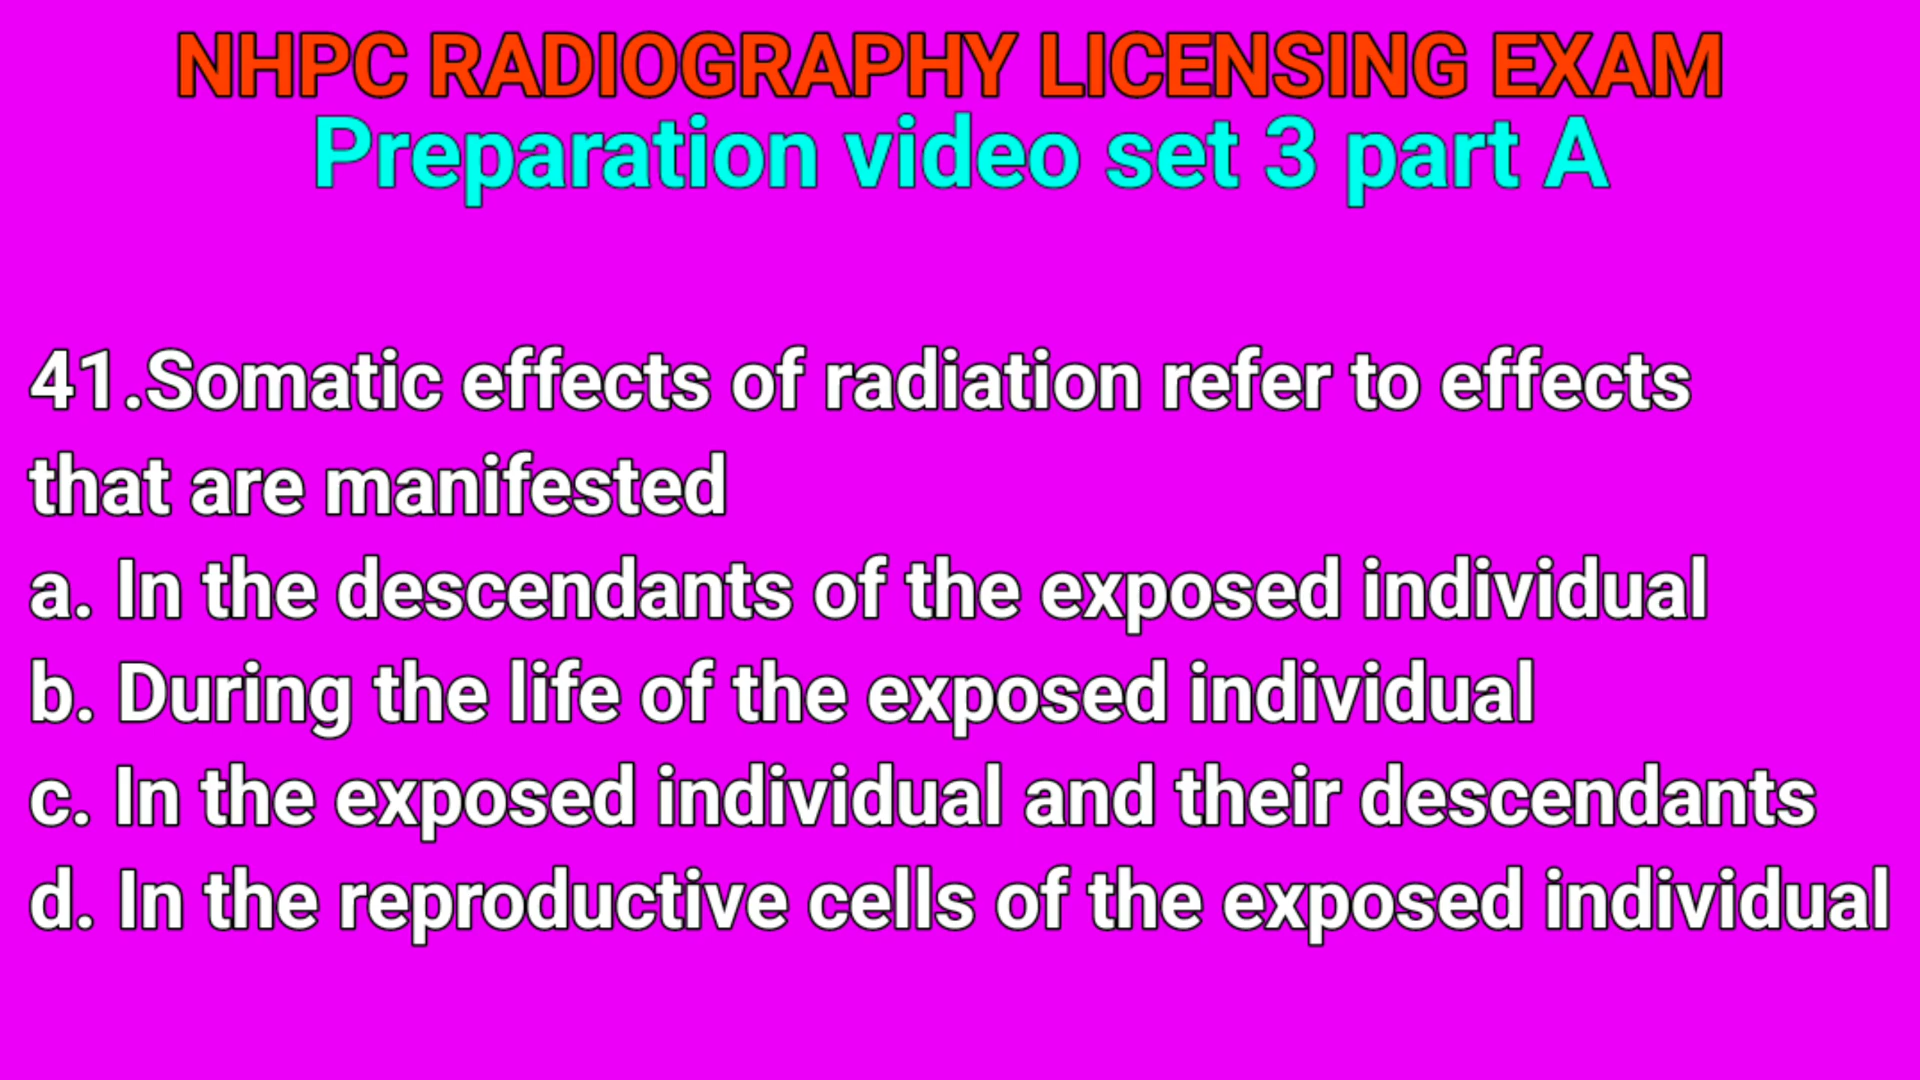 NHPC RADIOGRAPHY LICENSING EXAM
Preparation video set 3 part A
41.Somatic effects of radiation refer to effects
that are manifested
a. In the descendants of the exposed individual
b. During the life of the exposed individual
c. In the exposed individual and their descendants
d. In the reproductive cells of the exposed individual